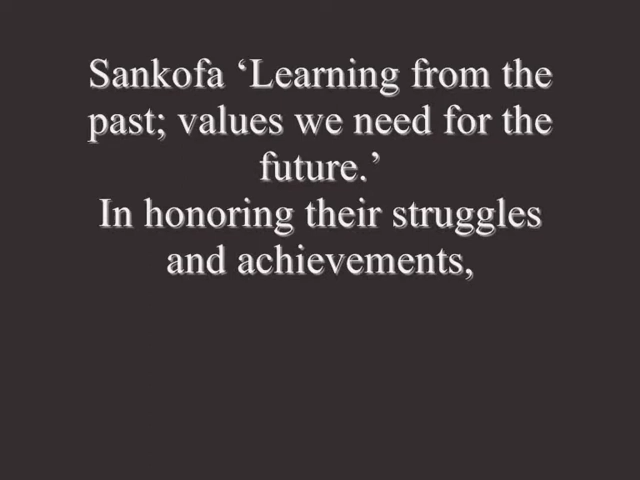 Sankofa ‘Learning from the
past; values we need for the
future.’
In honoring their struggles
and achievements,